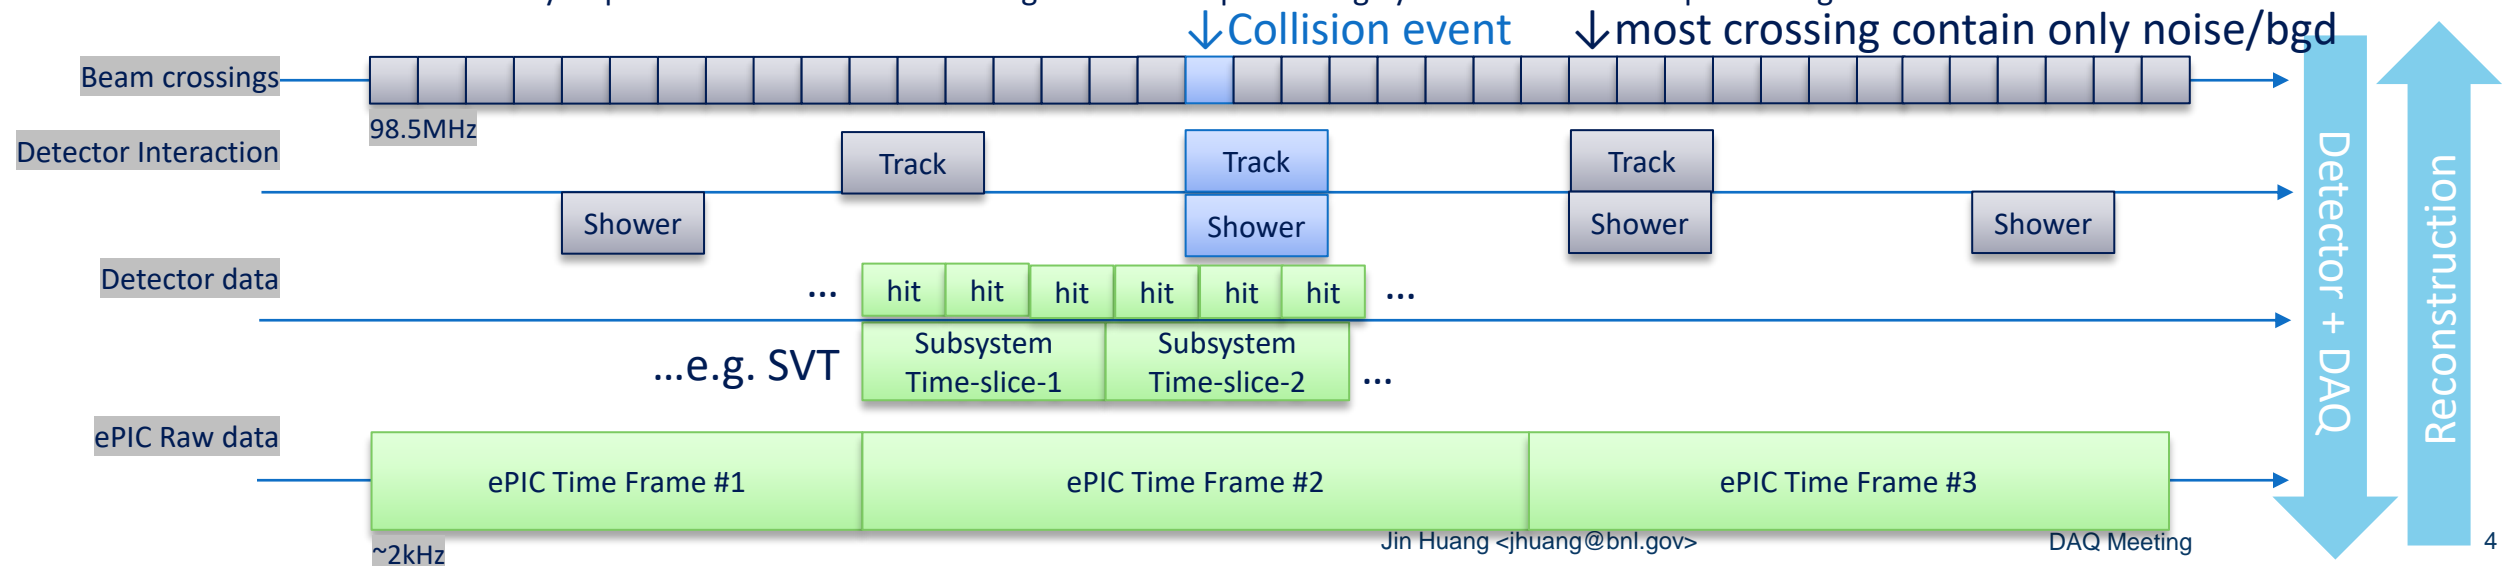 ↓Collision event
↓most crossing contain only noise/bgd
Beam crossings
98.5MHz
Detector Interaction
Track
Track
Track
Shower
Shower
Shower
Shower
Detector data
... hit hit hit hit hit hit ...
...e.g. SVT
Subsystem
Time-slice-1
Subsystem
Time-slice-2
...
ePIC Raw data
ePIC Time Frame #1
ePIC Time Frame #2
ePIC Time Frame #3
~2kHz
Detector + DAQ
Reconstruction
Jin Huang <jhuang@bnl.gov>
DAQ Meeting
4